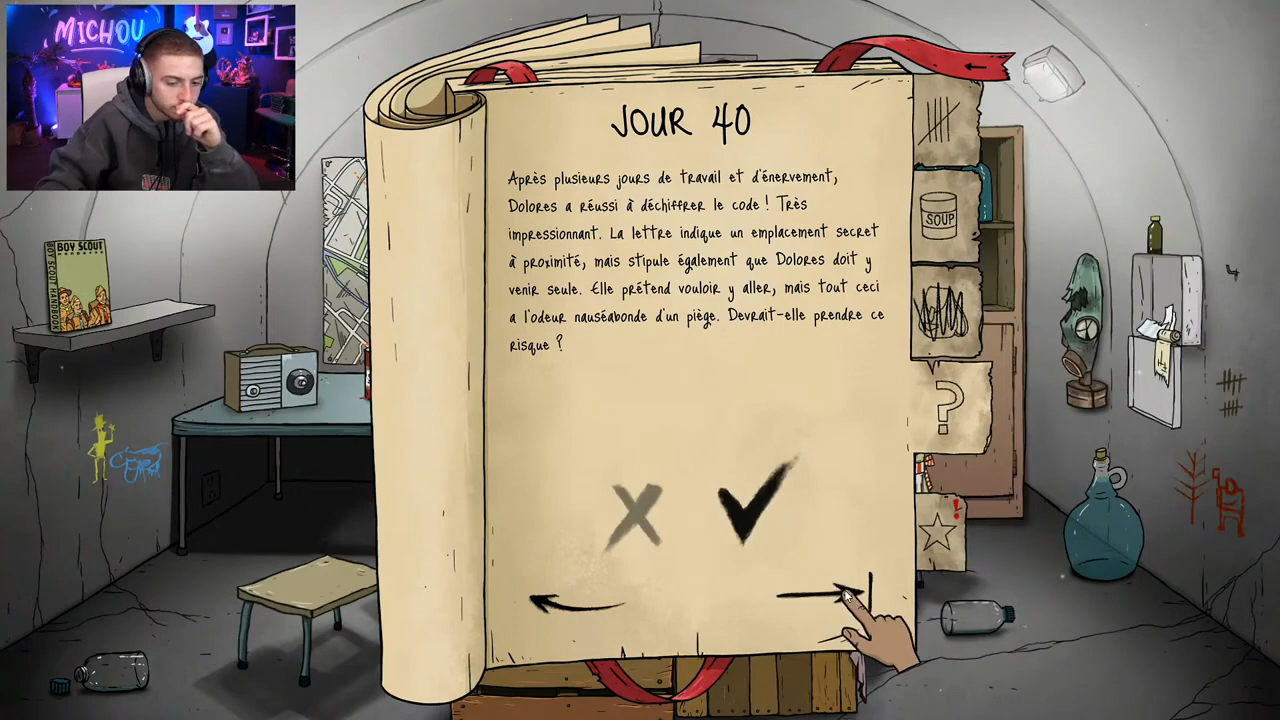 MICHOU
JOUR 40
Après plusieurs jours de travail et d'énervement,
Dolores a réussi à déchiffrer le code ! Très
impressionnant. La lettre indique un emplacement secret
à proximité, mais stipule également que Dolores doit y
venir seule. Elle prétend vouloir y aller, mais tout ceci
a l'odeur nauséabonde d'un piège. Devrait-elle prendre ce
risque ?
SOUP
?
!
BOY SCOUT
BOY SCOUT HANDBOOK